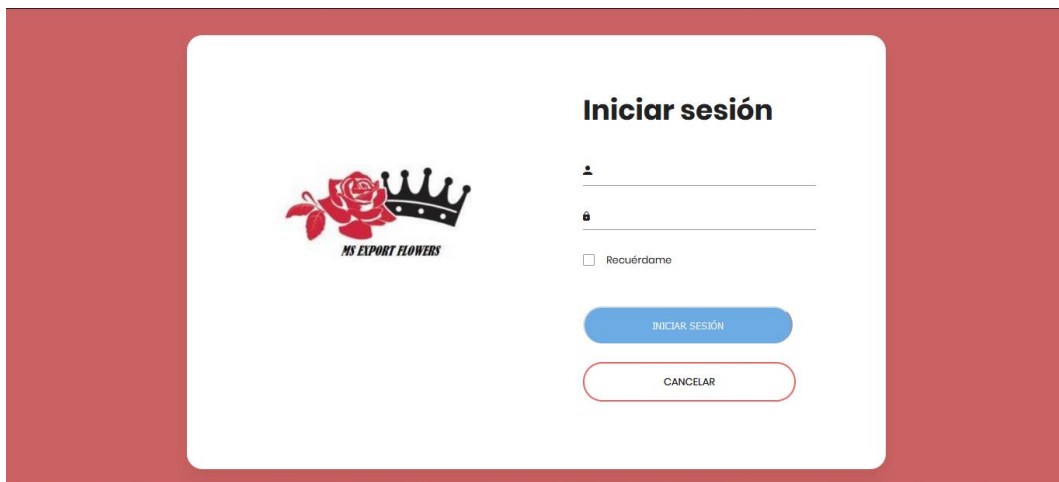 Iniciar sesión
MS EXPORT FLOWERS
Recuérdame
INICIAR SESIÓN
CANCELAR